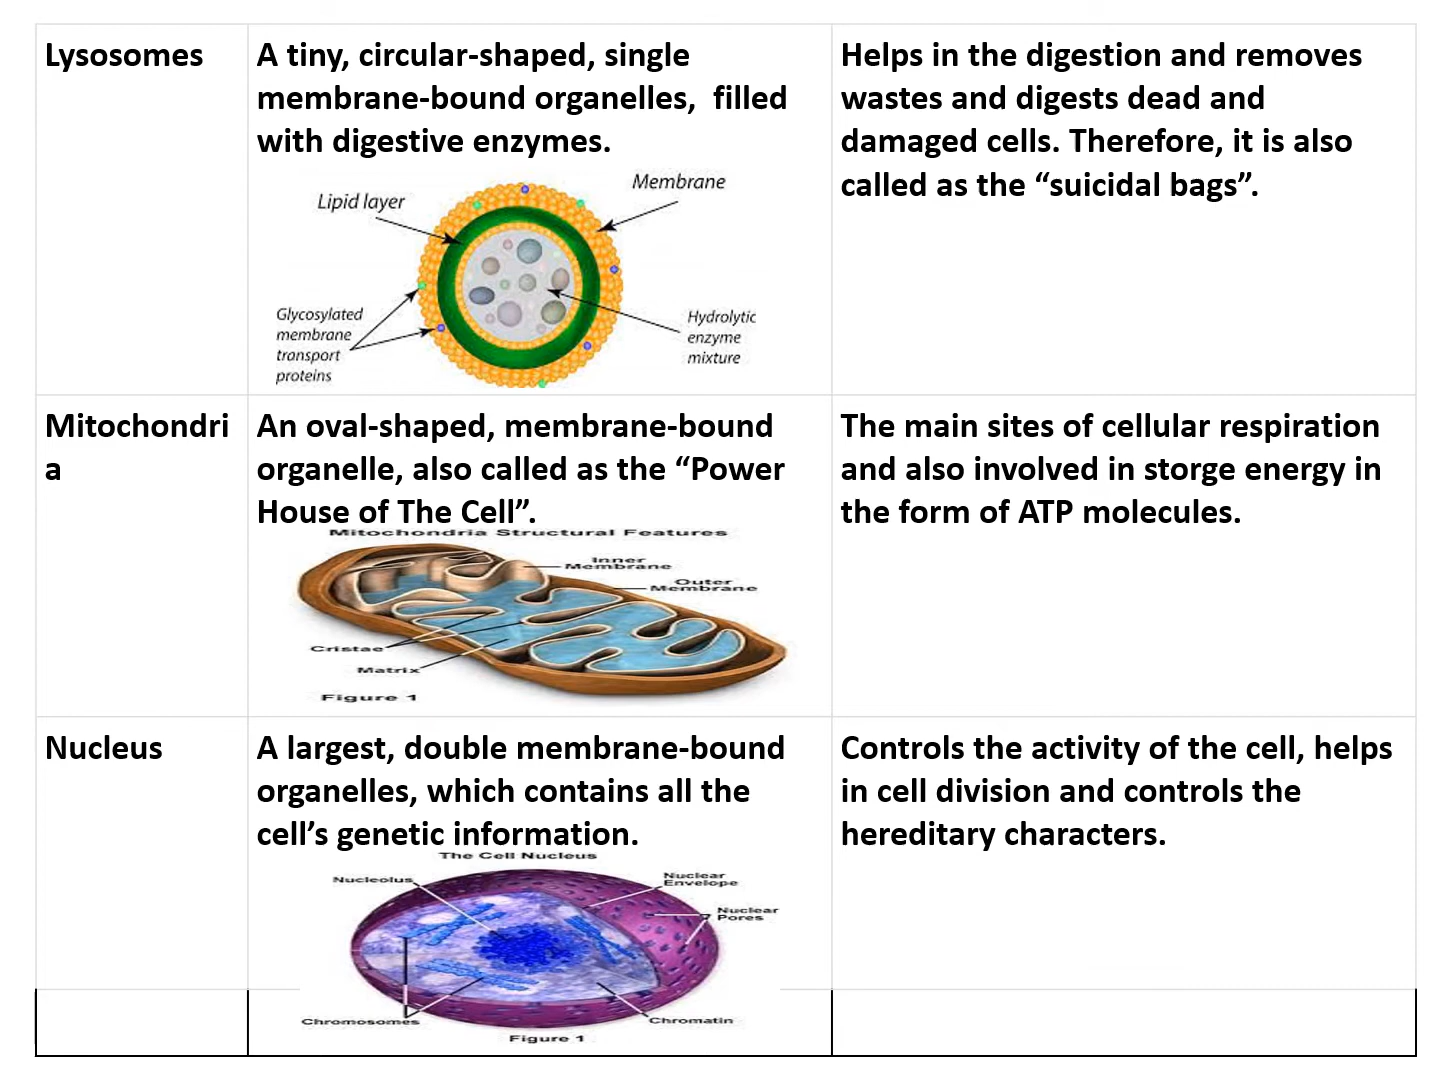 Lysosomes
A tiny, circular-shaped, single
membrane-bound organelles,  filled
with digestive enzymes.
Lipid layer
Membrane
Glycosylated
membrane
transport
proteins
Hydrolytic
enzyme
mixture
Helps in the digestion and removes
wastes and digests dead and
damaged cells. Therefore, it is also
called as the “suicidal bags”.
Mitochondri
a
An oval-shaped, membrane-bound
organelle, also called as the “Power
House of The Cell”.
Mitochondria Structural Features
Inner
Membrane
Outer
Membrane
Cristae
Matrix
Figure 1
The main sites of cellular respiration
and also involved in storge energy in
the form of ATP molecules.
Nucleus
A largest, double membrane-bound
organelles, which contains all the
cell’s genetic information.
The Cell Nucleus
Nucleolus
Nuclear
Envelope
Nuclear
Pores
Chromosomes
Chromatin
Figure 1
Controls the activity of the cell, helps
in cell division and controls the
hereditary characters.